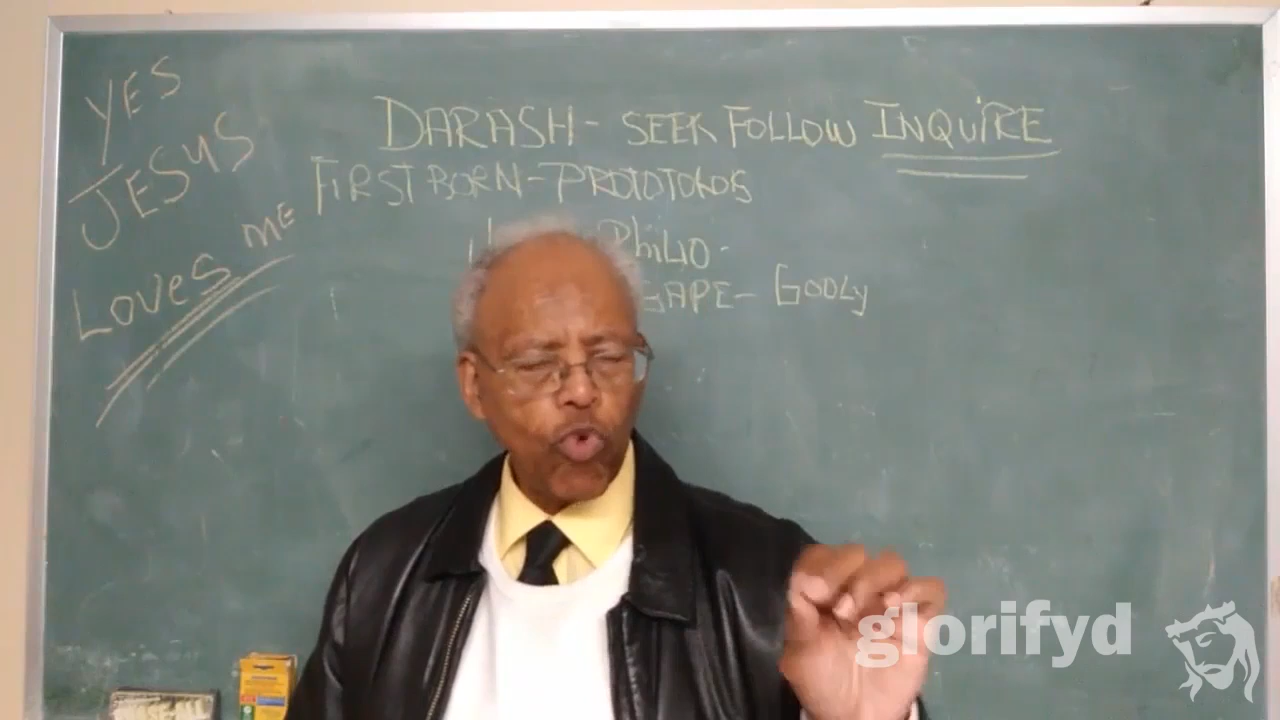 YES
JESUS
LOVES ME
DARASH - SEEK FOLLOW INQUIRE
FIRST BORN - PROTOTOKOS
PhiLIO -
GAPE - GODLy
glorifyd